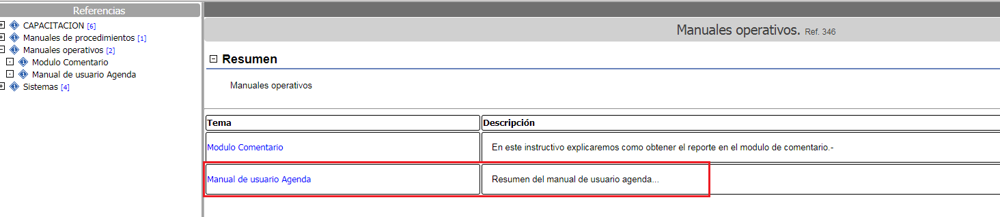 Referencias
CAPACITACION [6]
Manuales de procedimientos [1]
Manuales operativos [2]
Modulo Comentario
Manual de usuario Agenda
Sistemas [4]
Manuales operativos. Ref. 346
Resumen
Manuales operativos
Tema Descripción
Modulo Comentario En este instructivo explicaremos como obtener el reporte en el modulo de comentario.-
Manual de usuario Agenda Resumen del manual de usuario agenda...